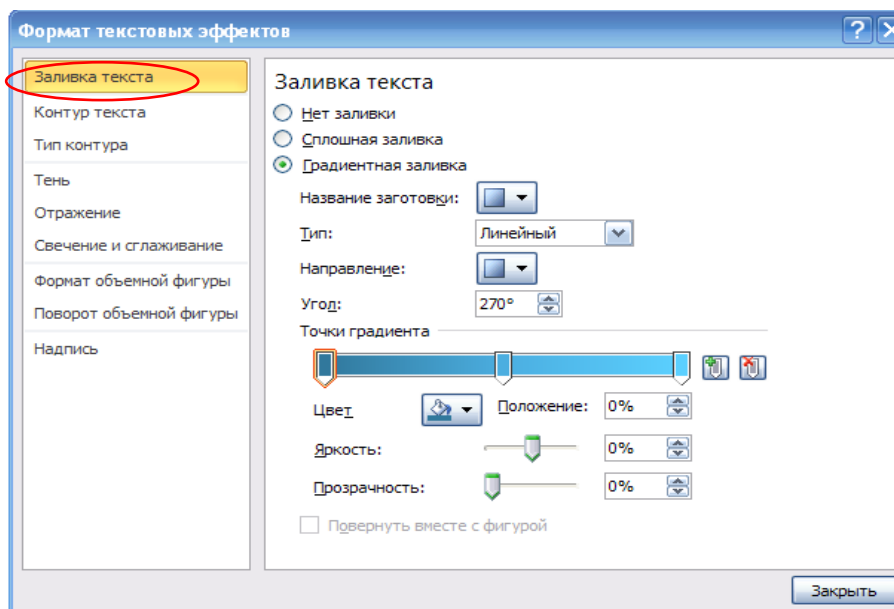 Формат текстовых эффектов
Заливка текста
Контур текста
Тип контура
Тень
Отражение
Свечение и сглаживание
Формат объемной фигуры
Поворот объемной фигуры
Надпись
Заливка текста
Нет заливки
Сплошная заливка
Градиентная заливка
Название заготовки:
Тип: Линейный
Направление:
Угол: 270°
Точки градиента
Цвет Положение: 0%
Яркость: 0%
Прозрачность: 0%
Повернуть вместе с фигурой
Закрыть